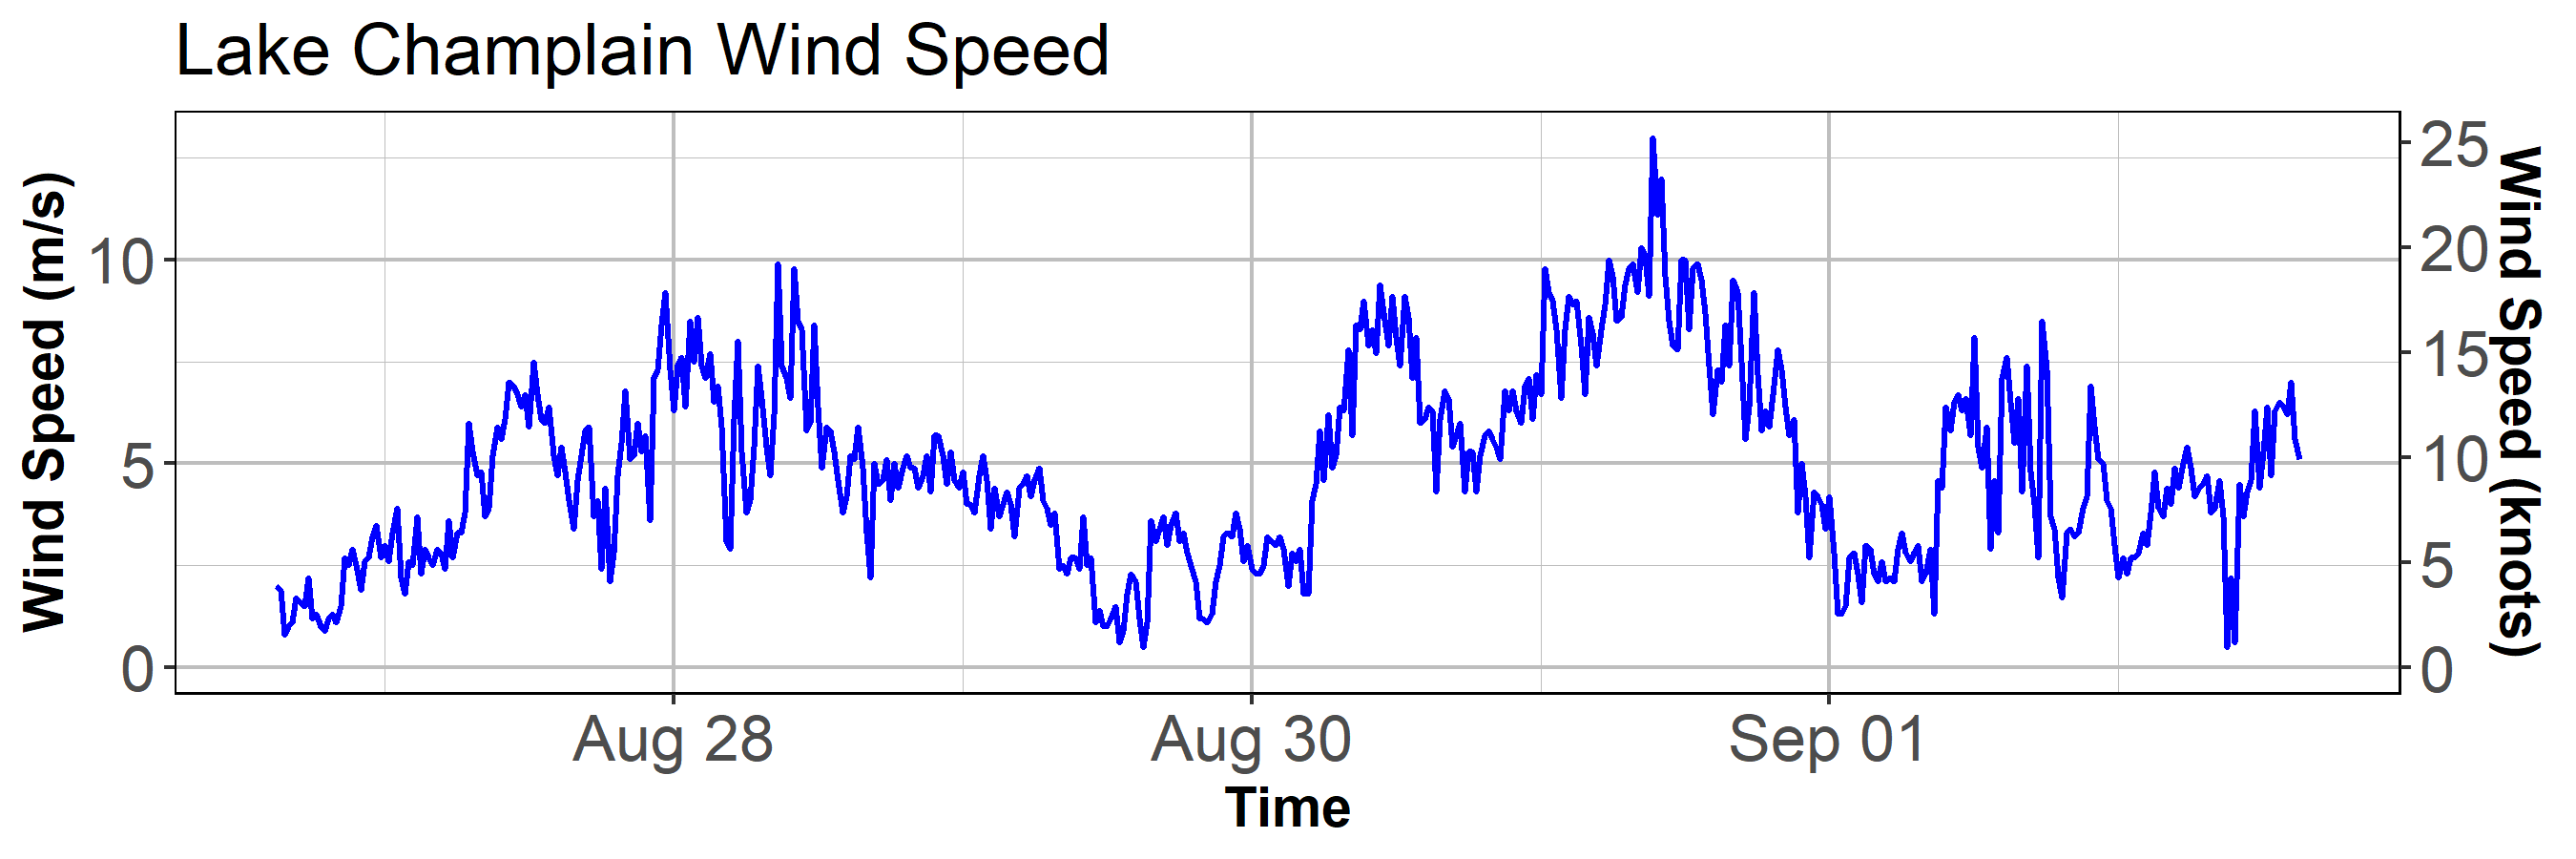 Lake Champlain Wind Speed
Wind Speed (m/s)
10
5
0
25
20
15
10
5
0
Wind Speed (knots)
Aug 28
Aug 30
Sep 01
Time